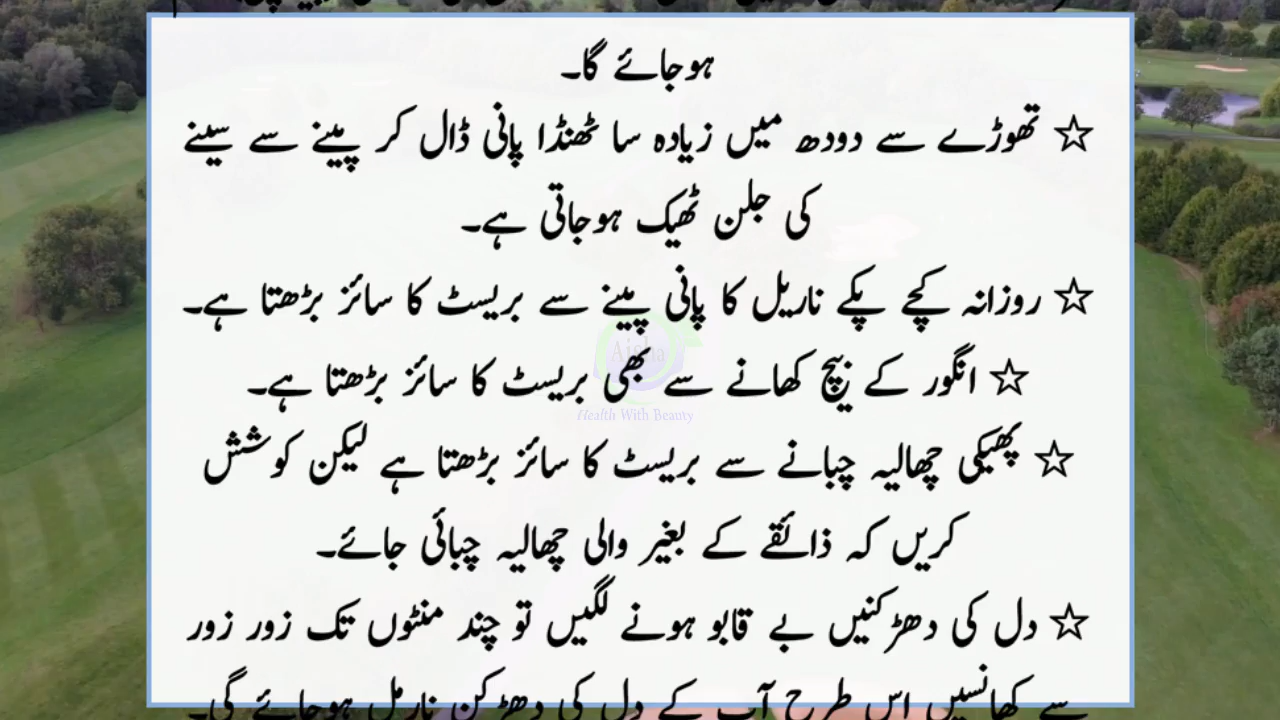 ہوجائے گا۔
☆ تھوڑے سے دودھ میں زیادہ سا ٹھنڈا پانی ڈال کر پینے سے سینے
کی جلن ٹھیک ہوجاتی ہے۔
☆ روزانہ کچے پکے ناریل کا پانی پینے سے بریسٹ کا سائز بڑھتا ہے۔
Aisha
☆ انگور کے بیچ کھانے سے بھی بریسٹ کا سائز بڑھتا ہے۔
Health With Beauty
☆ پھیکی چھالیہ چبانے سے بریسٹ کا سائز بڑھتا ہے لیکن کوشش
کریں کہ ذائقے کے بغیر والی چھالیہ چبائی جائے۔
☆ دل کی دھڑکنیں بے قابو ہونے لگیں تو چند منٹوں تک زور زور
سے کھانسیں اس طرح آپ کے دل کی دھڑکن نارمل ہوجائے گی۔